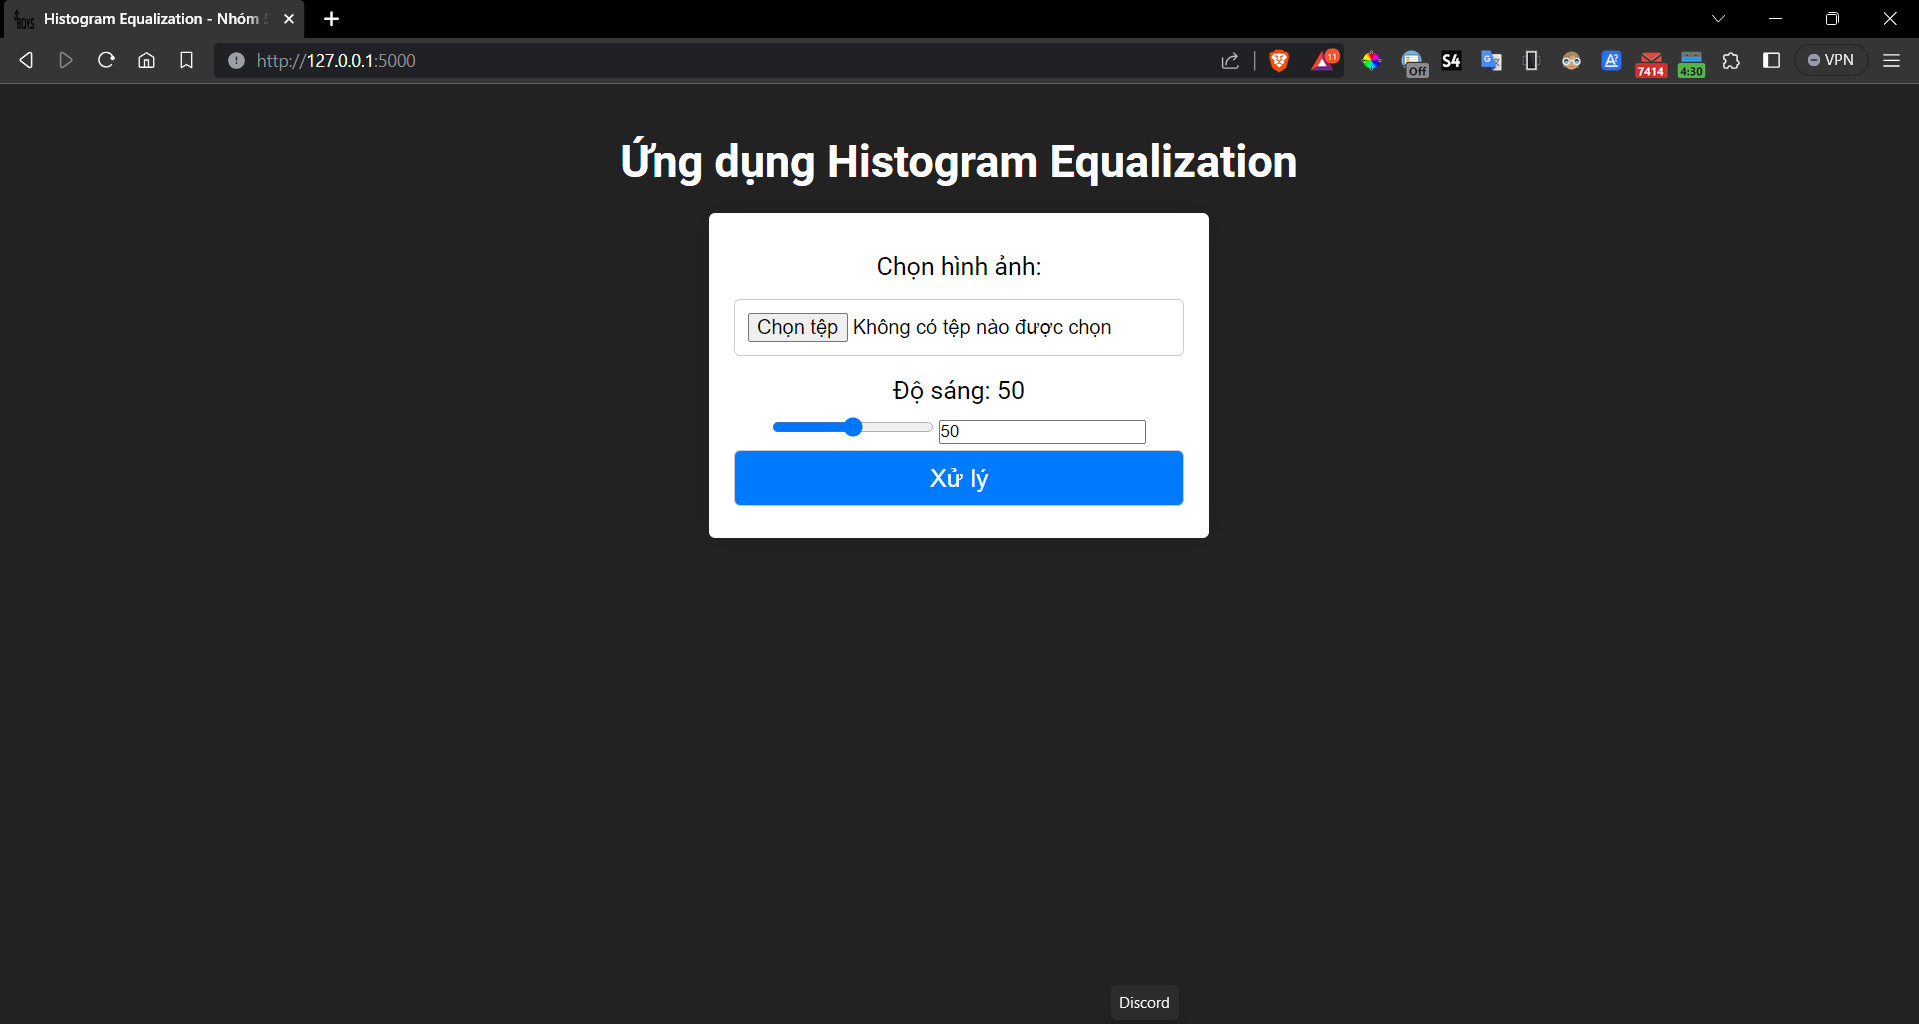 Histogram Equalization - Nhóm
http://127.0.0.1:5000
11
Off
S4
7414
4:30
VPN
Ứng dụng Histogram Equalization
Chọn hình ảnh:
Chọn tệp Không có tệp nào được chọn
Độ sáng: 50
50
Xử lý
Discord